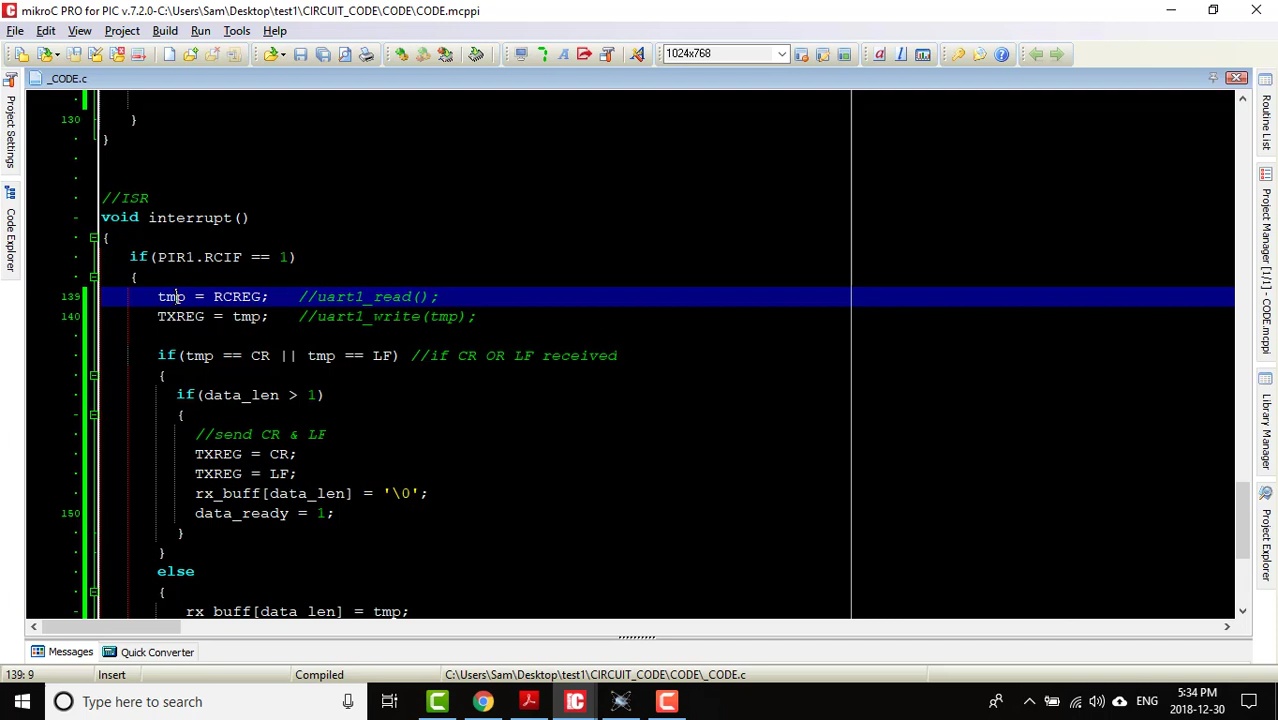 mikroC PRO for PIC v.7.2.0-C:\Users\Sam\Desktop\test1\CIRCUIT_CODE\CODE\CODE.mcppi
File Edit View Project Build Run Tools Help
1024x768
_CODE.c
130 }
}
//ISR
void interrupt()
{
if(PIR1.RCIF == 1)
{
139 tmp = RCREG; //uart1_read();
140 TXREG = tmp; //uart1_write(tmp);
if(tmp == CR || tmp == LF) //if CR OR LF received
{
if(data_len > 1)
{
//send CR & LF
TXREG = CR;
TXREG = LF;
rx_buff[data_len] = '\0';
150 data_ready = 1;
}
}
else
{
rx_buff[data_len] = tmp;
Project Settings
Code Explorer
Routine List
Project Manager [1/1] - CODE.mcppi
Library Manager
Project Explorer
Messages Quick Converter
139: 9 Insert Compiled C:\Users\Sam\Desktop\test1\CIRCUIT_CODE\CODE\_CODE.c
Type here to search
ENG
5:34 PM
2018-12-30